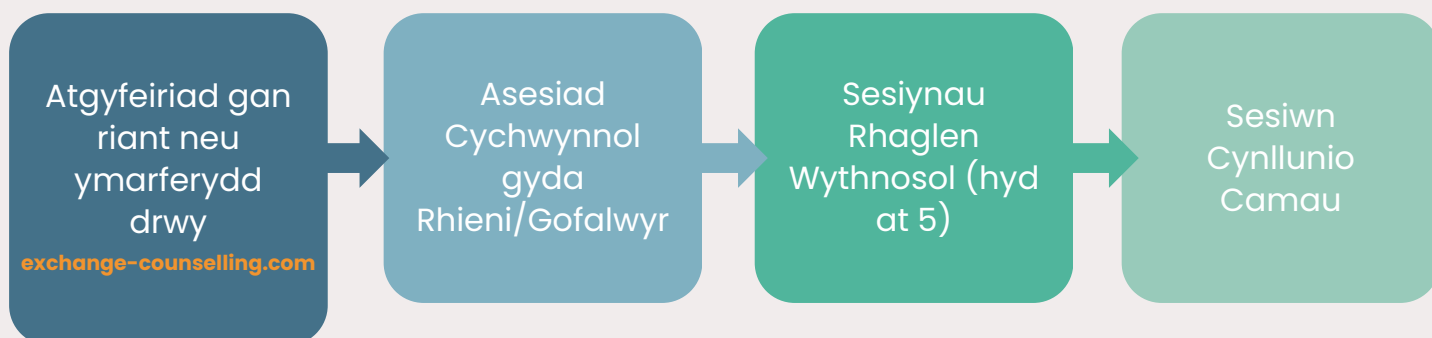 Atgyfeiriad gan
riant neu
ymarferydd
drwy
exchange-counselling.com
Asesiad
Cychwynnol
gyda
Rhieni/Gofalwyr
Sesiynau
Rhaglen
Wythnosol (hyd
at 5)
Sesiwn
Cynllunio
Camau